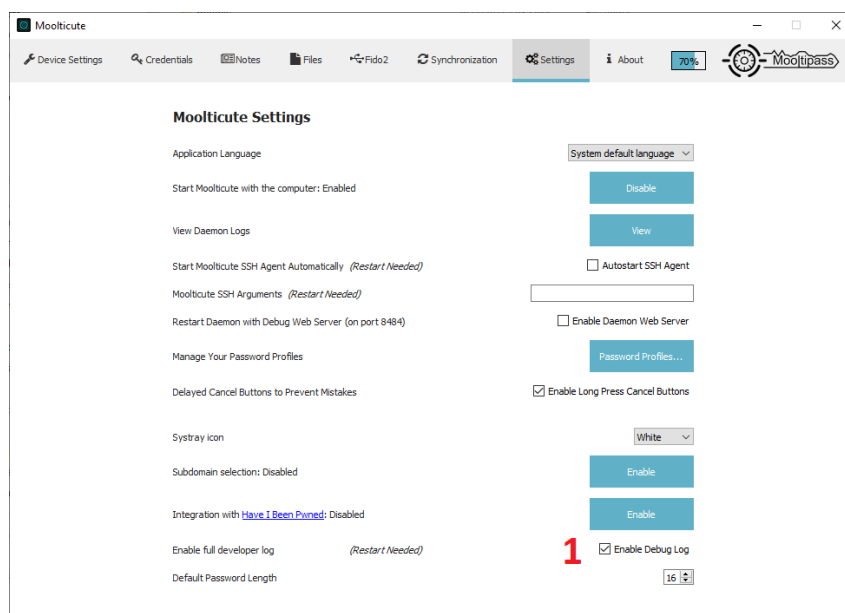 Moolticute
Device Settings Credentials Notes Files Fido2 Synchronization Settings About 70% Mooltipass
Moolticute Settings
Application Language System default language
Start Moolticute with the computer: Enabled Disable
View Daemon Logs View
Start Moolticute SSH Agent Automatically (Restart Needed) Autostart SSH Agent
Moolticute SSH Arguments (Restart Needed)
Restart Daemon with Debug Web Server (on port 8484) Enable Daemon Web Server
Manage Your Password Profiles Password Profiles...
Delayed Cancel Buttons to Prevent Mistakes Enable Long Press Cancel Buttons
Systray icon White
Subdomain selection: Disabled Enable
Integration with Have I Been Pwned: Disabled Enable
Enable full developer log (Restart Needed) 1 Enable Debug Log
Default Password Length 16